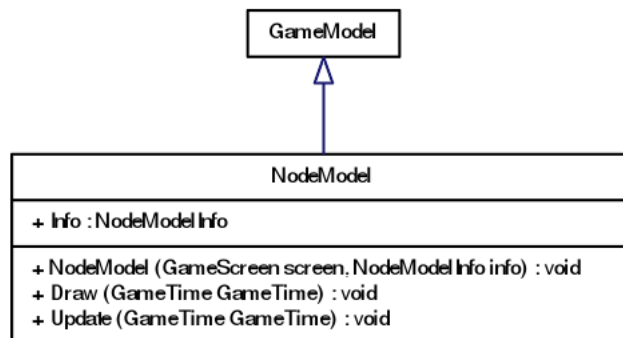 GameModel
NodeModel
+ Info : NodeModelInfo
+ NodeModel (GameScreen screen, NodeModelInfo info) : void
+ Draw (GameTime GameTime) : void
+ Update (GameTime GameTime) : void